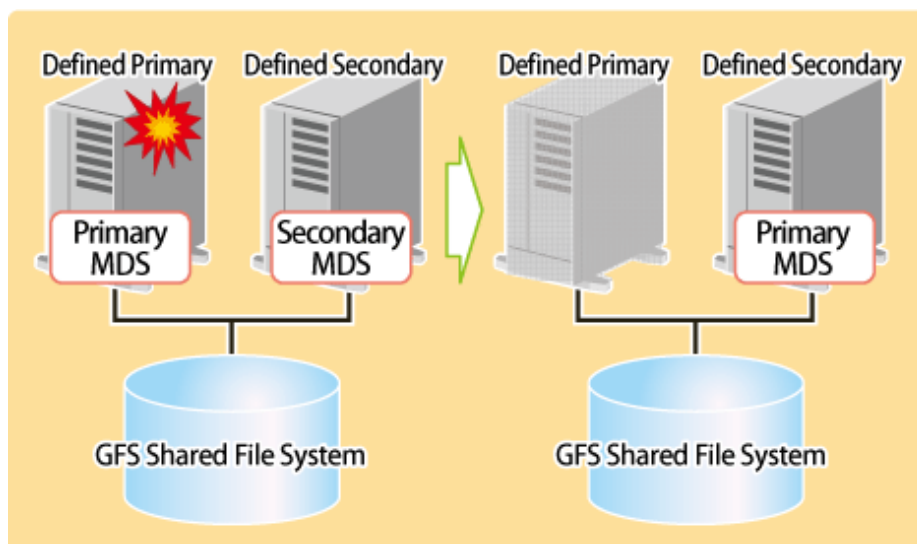 Defined Primary
Defined Secondary
Defined Primary
Defined Secondary
Primary
MDS
Secondary
MDS
Primary
MDS
GFS Shared File System
GFS Shared File System